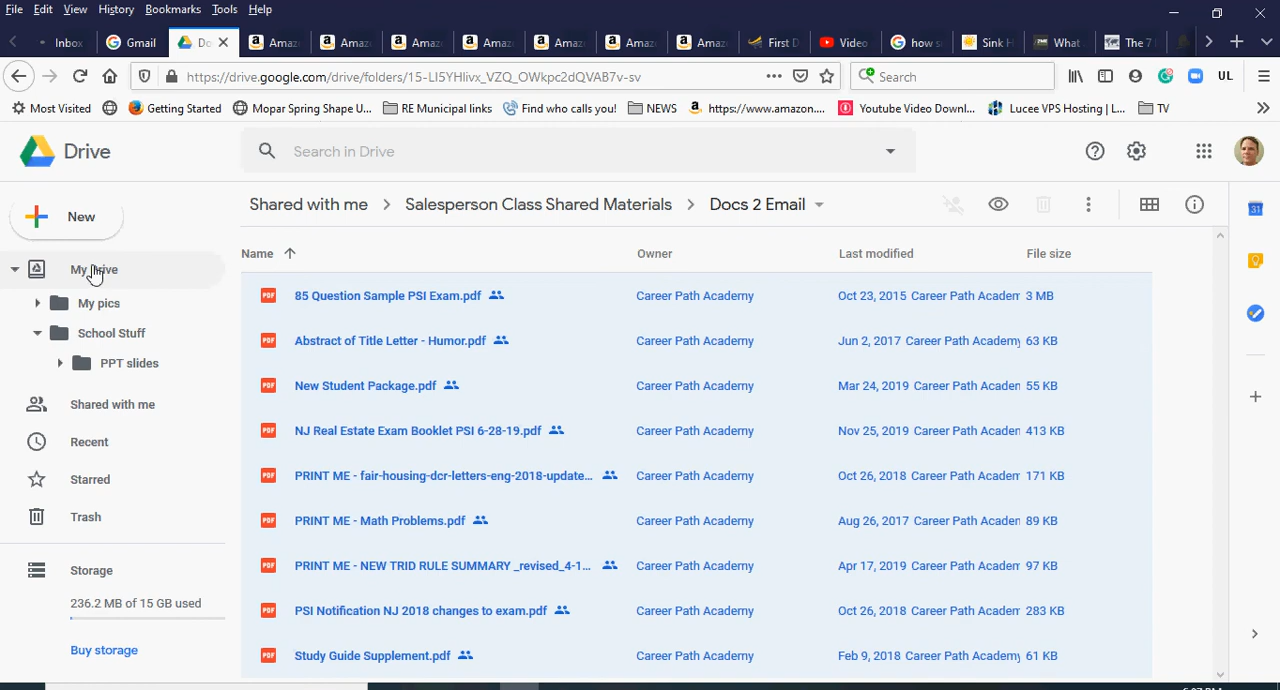 File Edit View History Bookmarks Tools Help
Inbox Gmail Do Amaz Amaz Amaz Amaz Amaz Amaz Amaz First D Video how s Sink H What The 7
https://drive.google.com/drive/folders/15-LI5YHlivx_VZQ_OWkpc2dQVAB7v-sv Search UL
Most Visited Getting Started Mopar Spring Shape U... RE Municipal links Find who calls you! NEWS https://www.amazon.... Youtube Video Downl... Lucee VPS Hosting | L... TV
Drive Search in Drive
New Shared with me > Salesperson Class Shared Materials > Docs 2 Email
Name Owner Last modified File size
My Drive
My pics
School Stuff
PPT slides
Shared with me
Recent
Starred
Trash
Storage
236.2 MB of 15 GB used
Buy storage
85 Question Sample PSI Exam.pdf Career Path Academy Oct 23, 2015 Career Path Academ 3 MB
Abstract of Title Letter - Humor.pdf Career Path Academy Jun 2, 2017 Career Path Academy 63 KB
New Student Package.pdf Career Path Academy Mar 24, 2019 Career Path Academ 55 KB
NJ Real Estate Exam Booklet PSI 6-28-19.pdf Career Path Academy Nov 25, 2019 Career Path Academ 413 KB
PRINT ME - fair-housing-dcr-letters-eng-2018-update... Career Path Academy Oct 26, 2018 Career Path Academ 171 KB
PRINT ME - Math Problems.pdf Career Path Academy Aug 26, 2017 Career Path Academ 89 KB
PRINT ME - NEW TRID RULE SUMMARY _revised_4-1... Career Path Academy Apr 17, 2019 Career Path Academ 97 KB
PSI Notification NJ 2018 changes to exam.pdf Career Path Academy Oct 26, 2018 Career Path Academ 283 KB
Study Guide Supplement.pdf Career Path Academy Feb 9, 2018 Career Path Academy 61 KB